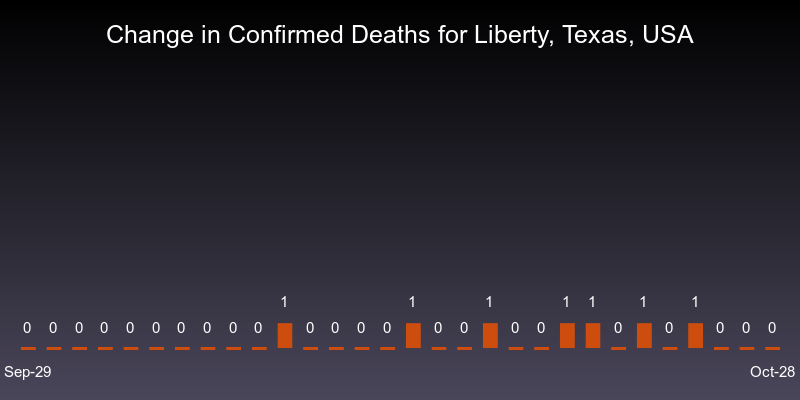 Change in Confirmed Deaths for Liberty, Texas, USA
0 0 0 0 0 0 0 0 0 0 1 0 0 0 0 1 0 0 1 0 0 1 1 0 1 0 1 0 0 0
Sep-29 Oct-28